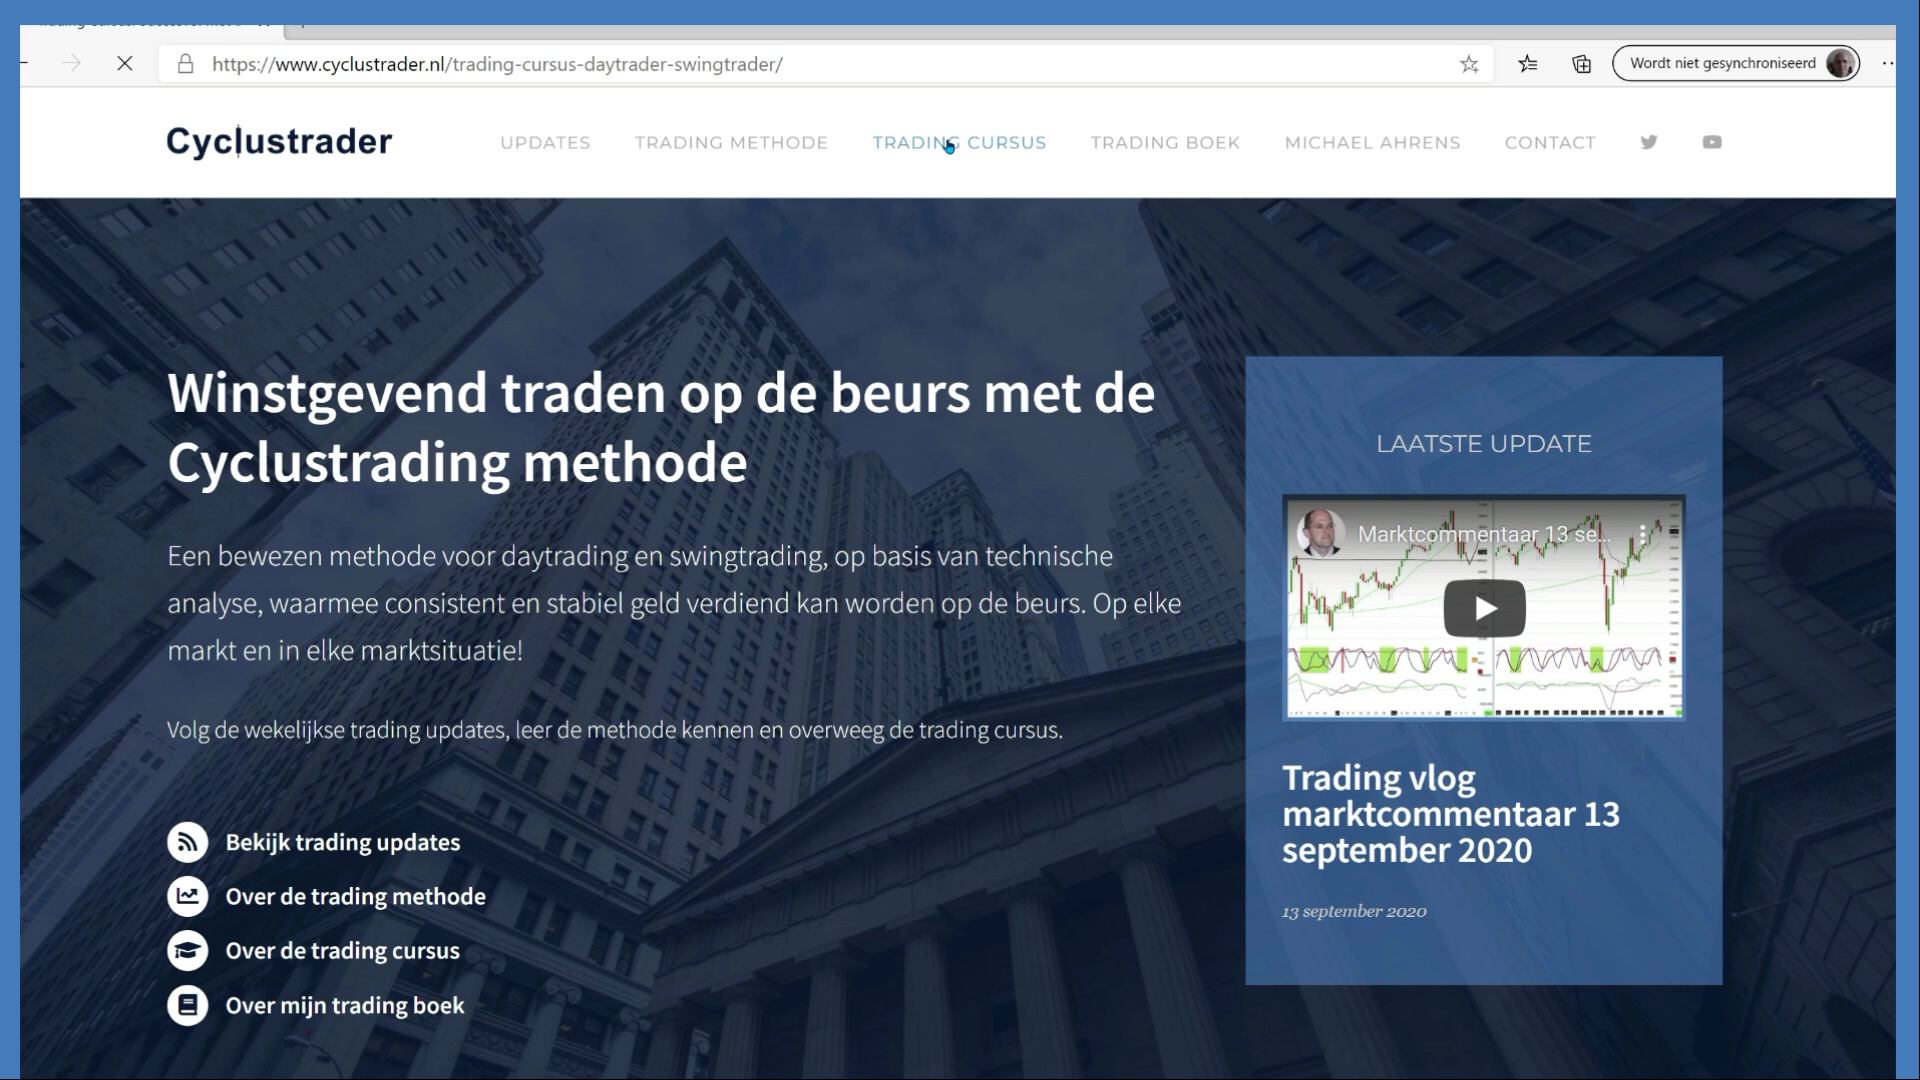 https://www.cyclustrader.nl/trading-cursus-daytrader-swingtrader/
Wordt niet gesynchroniseerd
Cyclustrader
UPDATES
TRADING METHODE
TRADING CURSUS
TRADING BOEK
MICHAEL AHRENS
CONTACT
Winstgevend traden op de beurs met de
Cyclustrading methode
Een bewezen methode voor daytrading en swingtrading, op basis van technische
analyse, waarmee consistent en stabiel geld verdiend kan worden op de beurs. Op elke
markt en in elke marktsituatie!
Volg de wekelijkse trading updates, leer de methode kennen en overweeg de trading cursus.
Bekijk trading updates
Over de trading methode
Over de trading cursus
Over mijn trading boek
LAATSTE UPDATE
Marktcommentaar 13 se...
Trading vlog
marktcommentaar 13
september 2020
13 september 2020